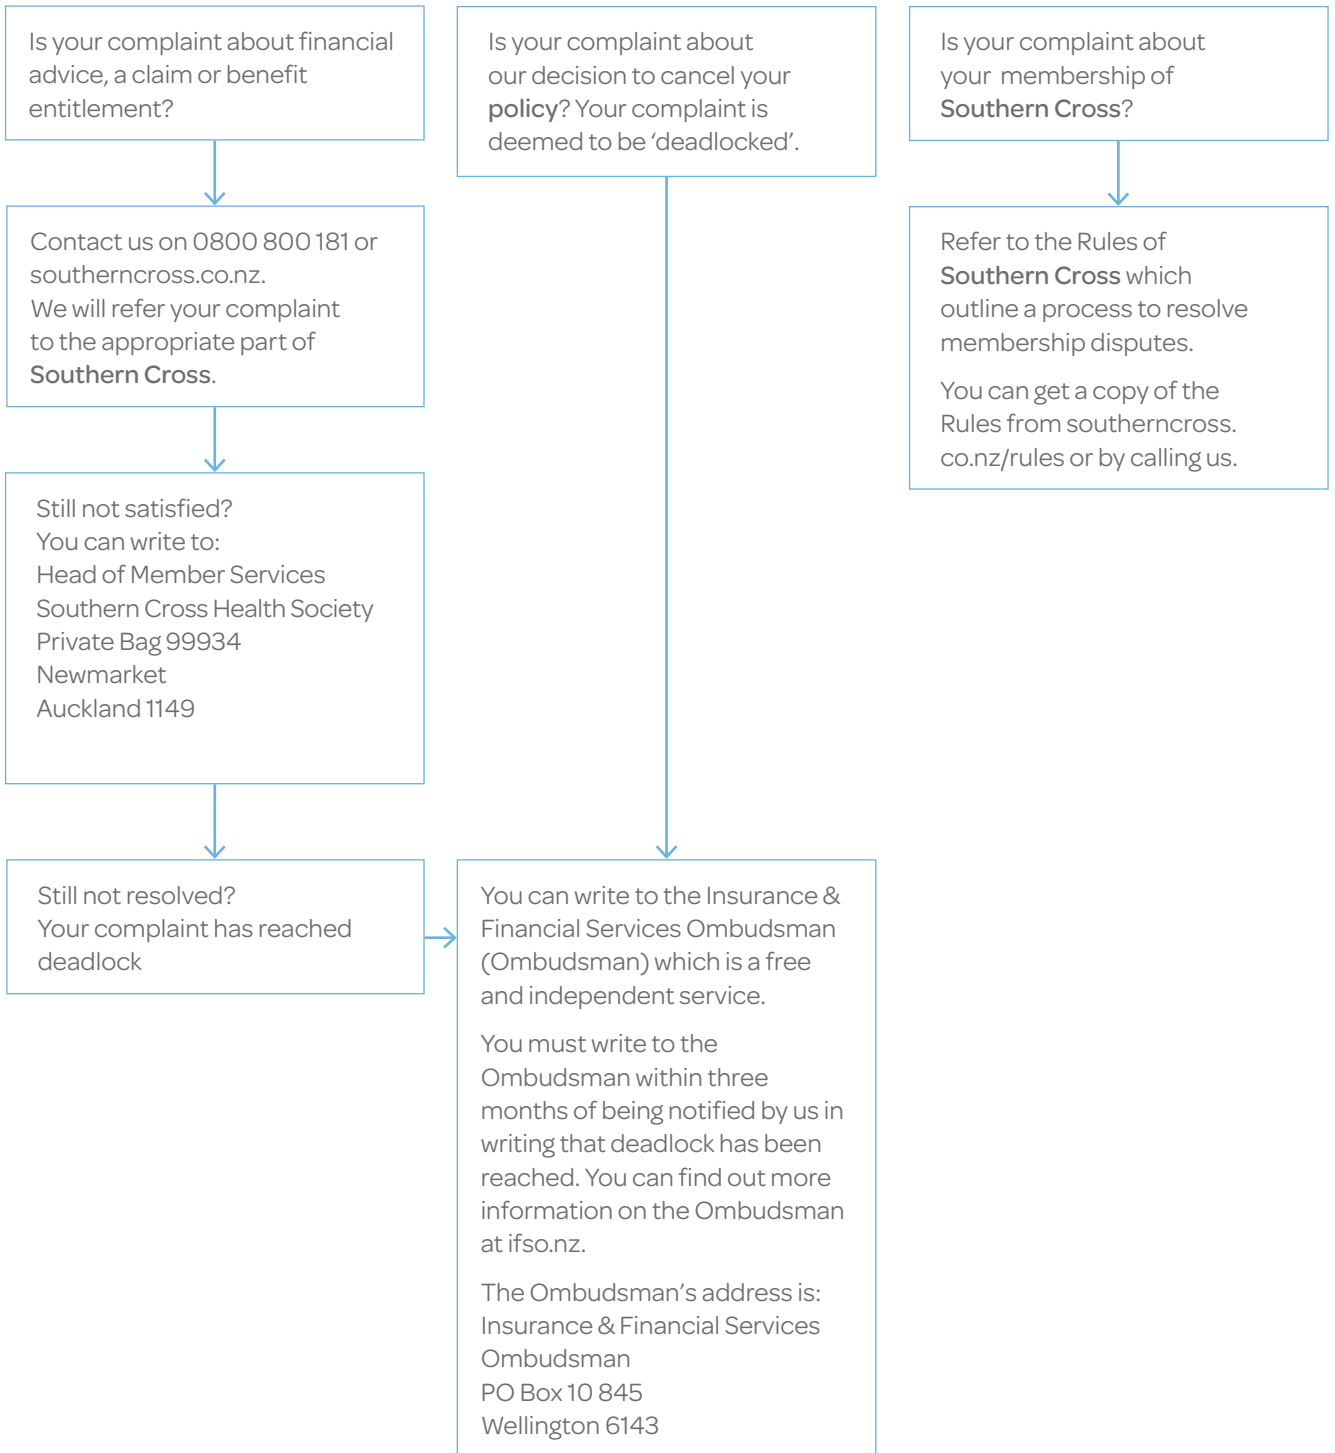 Is your complaint about financial
advice, a claim or benefit
entitlement?
Contact us on 0800 800 181 or
southerncross.co.nz.
We will refer your complaint
to the appropriate part of
Southern Cross.
Still not satisfied?
You can write to:
Head of Member Services
Southern Cross Health Society
Private Bag 99934
Newmarket
Auckland 1149
Still not resolved?
Your complaint has reached
deadlock
Is your complaint about
our decision to cancel your
policy? Your complaint is
deemed to be ‘deadlocked’.
You can write to the Insurance &
Financial Services Ombudsman
(Ombudsman) which is a free
and independent service.
You must write to the
Ombudsman within three
months of being notified by us in
writing that deadlock has been
reached. You can find out more
information on the Ombudsman
at ifso.nz.
The Ombudsman’s address is:
Insurance & Financial Services
Ombudsman
PO Box 10 845
Wellington 6143
Is your complaint about
your membership of
Southern Cross?
Refer to the Rules of
Southern Cross which
outline a process to resolve
membership disputes.
You can get a copy of the
Rules from southerncross.
co.nz/rules or by calling us.